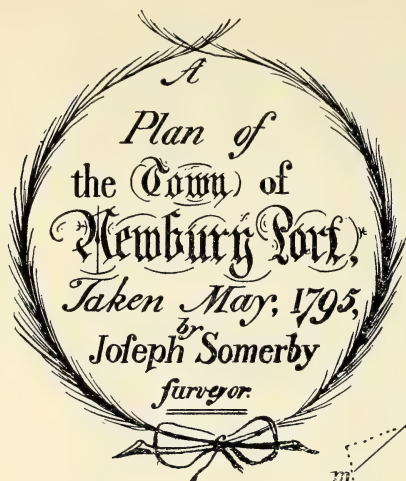 A
Plan of
the (Town) of
Newbury Port,*
Taken May, 1795,
by
Joſeph Somerby
ſurveyor.
m.